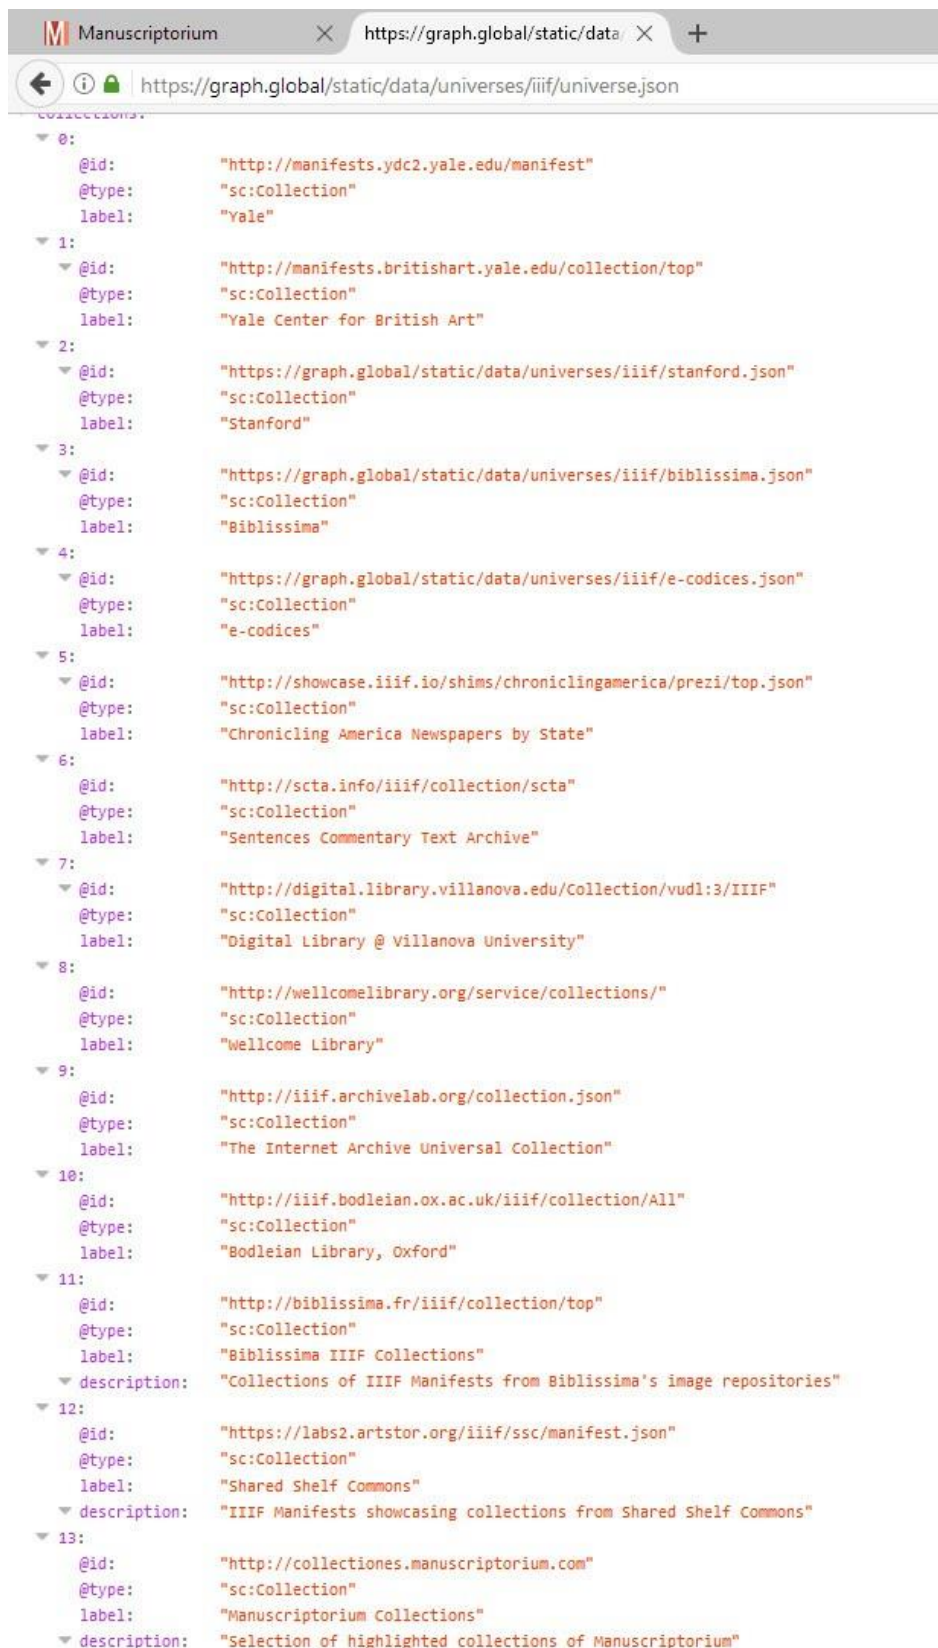 Manuscriptorium
https://graph.global/static/data/
https://graph.global/static/data/universes/iiif/universe.json
collections:
0:
@id: "http://manifests.ydc2.yale.edu/manifest"
@type: "sc:Collection"
label: "Yale"
1:
@id: "http://manifests.britishart.yale.edu/collection/top"
@type: "sc:Collection"
label: "Yale Center for British Art"
2:
@id: "https://graph.global/static/data/universes/iiif/stanford.json"
@type: "sc:Collection"
label: "Stanford"
3:
@id: "https://graph.global/static/data/universes/iiif/biblissima.json"
@type: "sc:Collection"
label: "Biblissima"
4:
@id: "https://graph.global/static/data/universes/iiif/e-codices.json"
@type: "sc:Collection"
label: "e-codices"
5:
@id: "http://showcase.iiif.io/shims/chroniclingamerica/prezi/top.json"
@type: "sc:Collection"
label: "Chronicling America Newspapers by State"
6:
@id: "http://scta.info/iiif/collection/scta"
@type: "sc:Collection"
label: "Sentences Commentary Text Archive"
7:
@id: "http://digital.library.villanova.edu/Collection/vudl:3/IIIF"
@type: "sc:Collection"
label: "Digital Library @ Villanova University"
8:
@id: "http://wellcomelibrary.org/service/collections/"
@type: "sc:Collection"
label: "Wellcome Library"
9:
@id: "http://iiif.archivelab.org/collection.json"
@type: "sc:Collection"
label: "The Internet Archive Universal Collection"
10:
@id: "http://iiif.bodleian.ox.ac.uk/iiif/collection/All"
@type: "sc:Collection"
label: "Bodleian Library, Oxford"
11:
@id: "http://biblissima.fr/iiif/collection/top"
@type: "sc:Collection"
label: "Biblissima IIIF Collections"
description: "Collections of IIIF Manifests from Biblissima's image repositories"
12:
@id: "https://labs2.artstor.org/iiif/ssc/manifest.json"
@type: "sc:Collection"
label: "Shared Shelf Commons"
description: "IIIF Manifests showcasing collections from Shared Shelf Commons"
13:
@id: "http://collectiones.manuscriptorium.com"
@type: "sc:Collection"
label: "Manuscriptorium Collections"
description: "Selection of highlighted collections of Manuscriptorium"